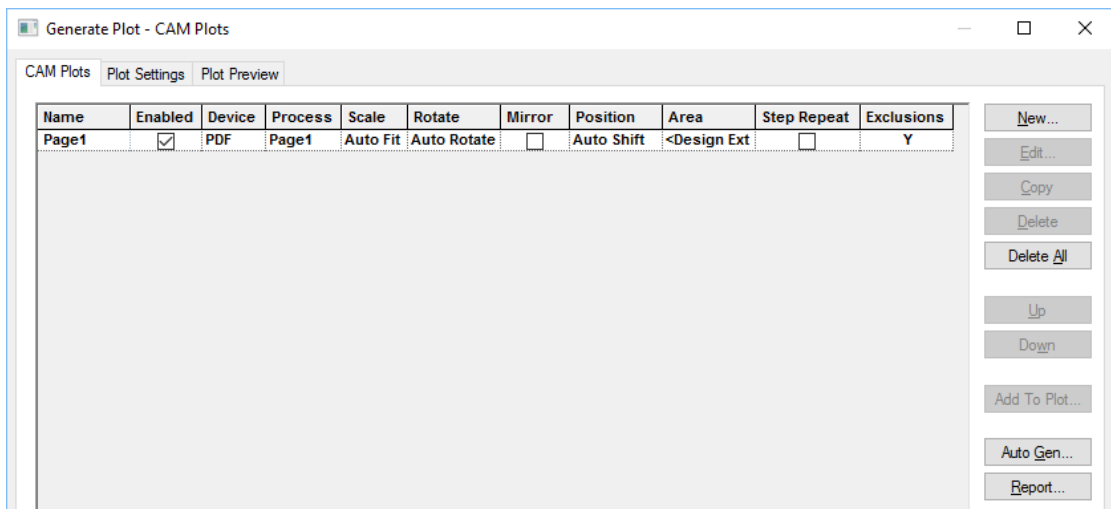 Generate Plot - CAM Plots
CAM Plots Plot Settings Plot Preview
Name Enabled Device Process Scale Rotate Mirror Position Area Step Repeat Exclusions
Page1 PDF Page1 Auto Fit Auto Rotate Auto Shift <Design Ext Y
New...
Edit...
Copy
Delete
Delete All
Up
Down
Add To Plot...
Auto Gen...
Report...